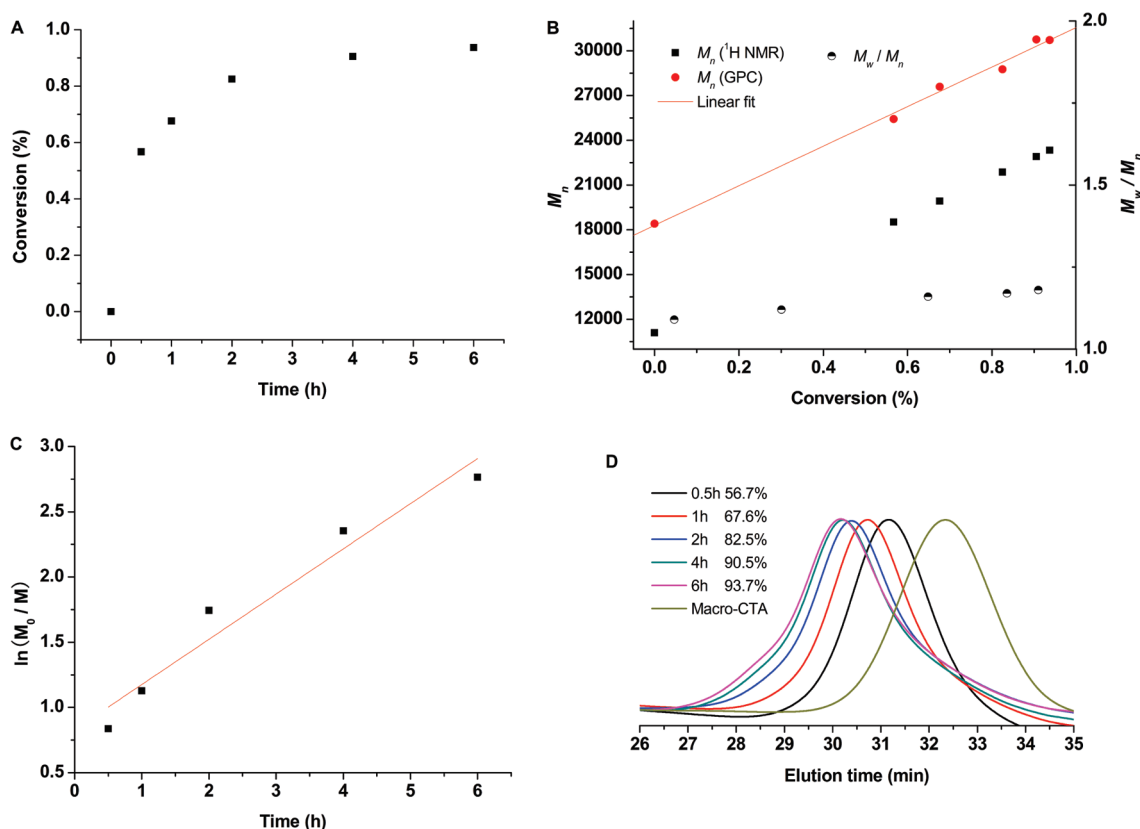 A
1.0
0.8
0.6
0.4
0.2
0.0
Conversion (%)
0 1 2 3 4 5 6
Time (h)
B
30000
27000
24000
21000
18000
15000
12000
Mn
Mn (1H NMR)
Mn (GPC)
Linear fit
Mw / Mn
2.0
1.5
1.0
Mw / Mn
0.0 0.2 0.4 0.6 0.8 1.0
Conversion (%)
C
3.0
2.5
2.0
1.5
1.0
0.5
ln (M0 / M)
0 1 2 3 4 5 6
Time (h)
D
0.5h 56.7%
1h 67.6%
2h 82.5%
4h 90.5%
6h 93.7%
Macro-CTA
26 27 28 29 30 31 32 33 34 35
Elution time (min)